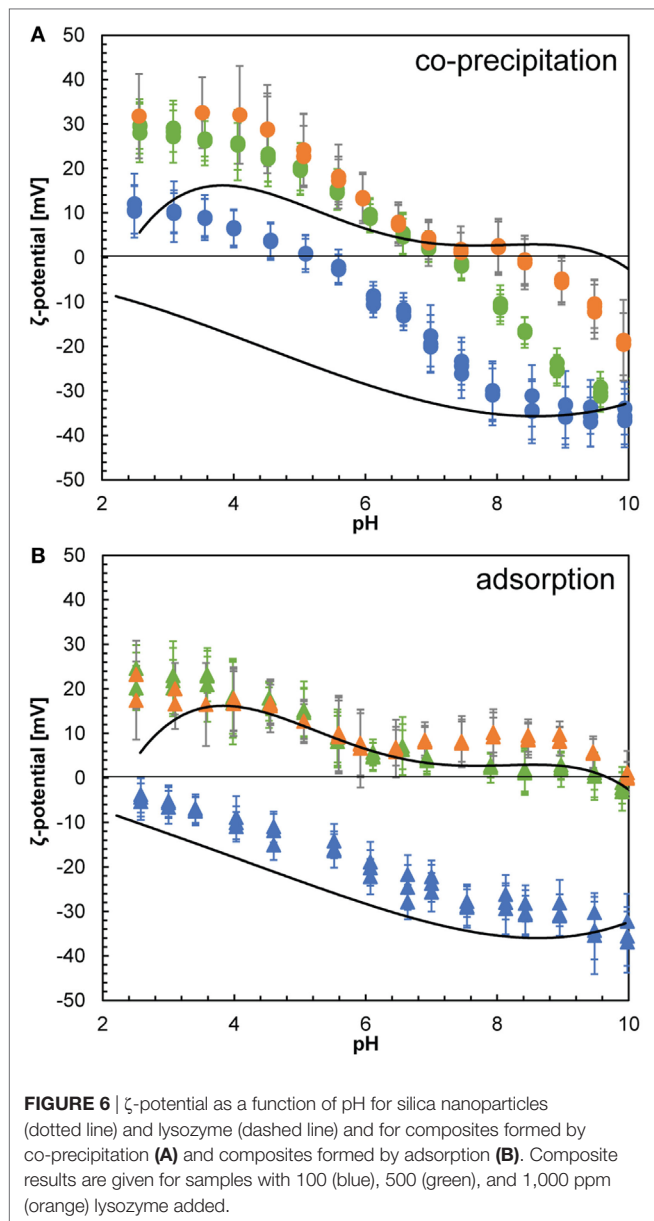 A
co-precipitation
50
40
30
20
10
0
-10
-20
-30
-40
-50
ζ-potential [mV]
2 4 6 8 10
pH
B
adsorption
50
40
30
20
10
0
-10
-20
-30
-40
-50
ζ-potential [mV]
2 4 6 8 10
pH
FIGURE 6 | ζ-potential as a function of pH for silica nanoparticles
(dotted line) and lysozyme (dashed line) and for composites formed by
co-precipitation (A) and composites formed by adsorption (B). Composite
results are given for samples with 100 (blue), 500 (green), and 1,000 ppm
(orange) lysozyme added.